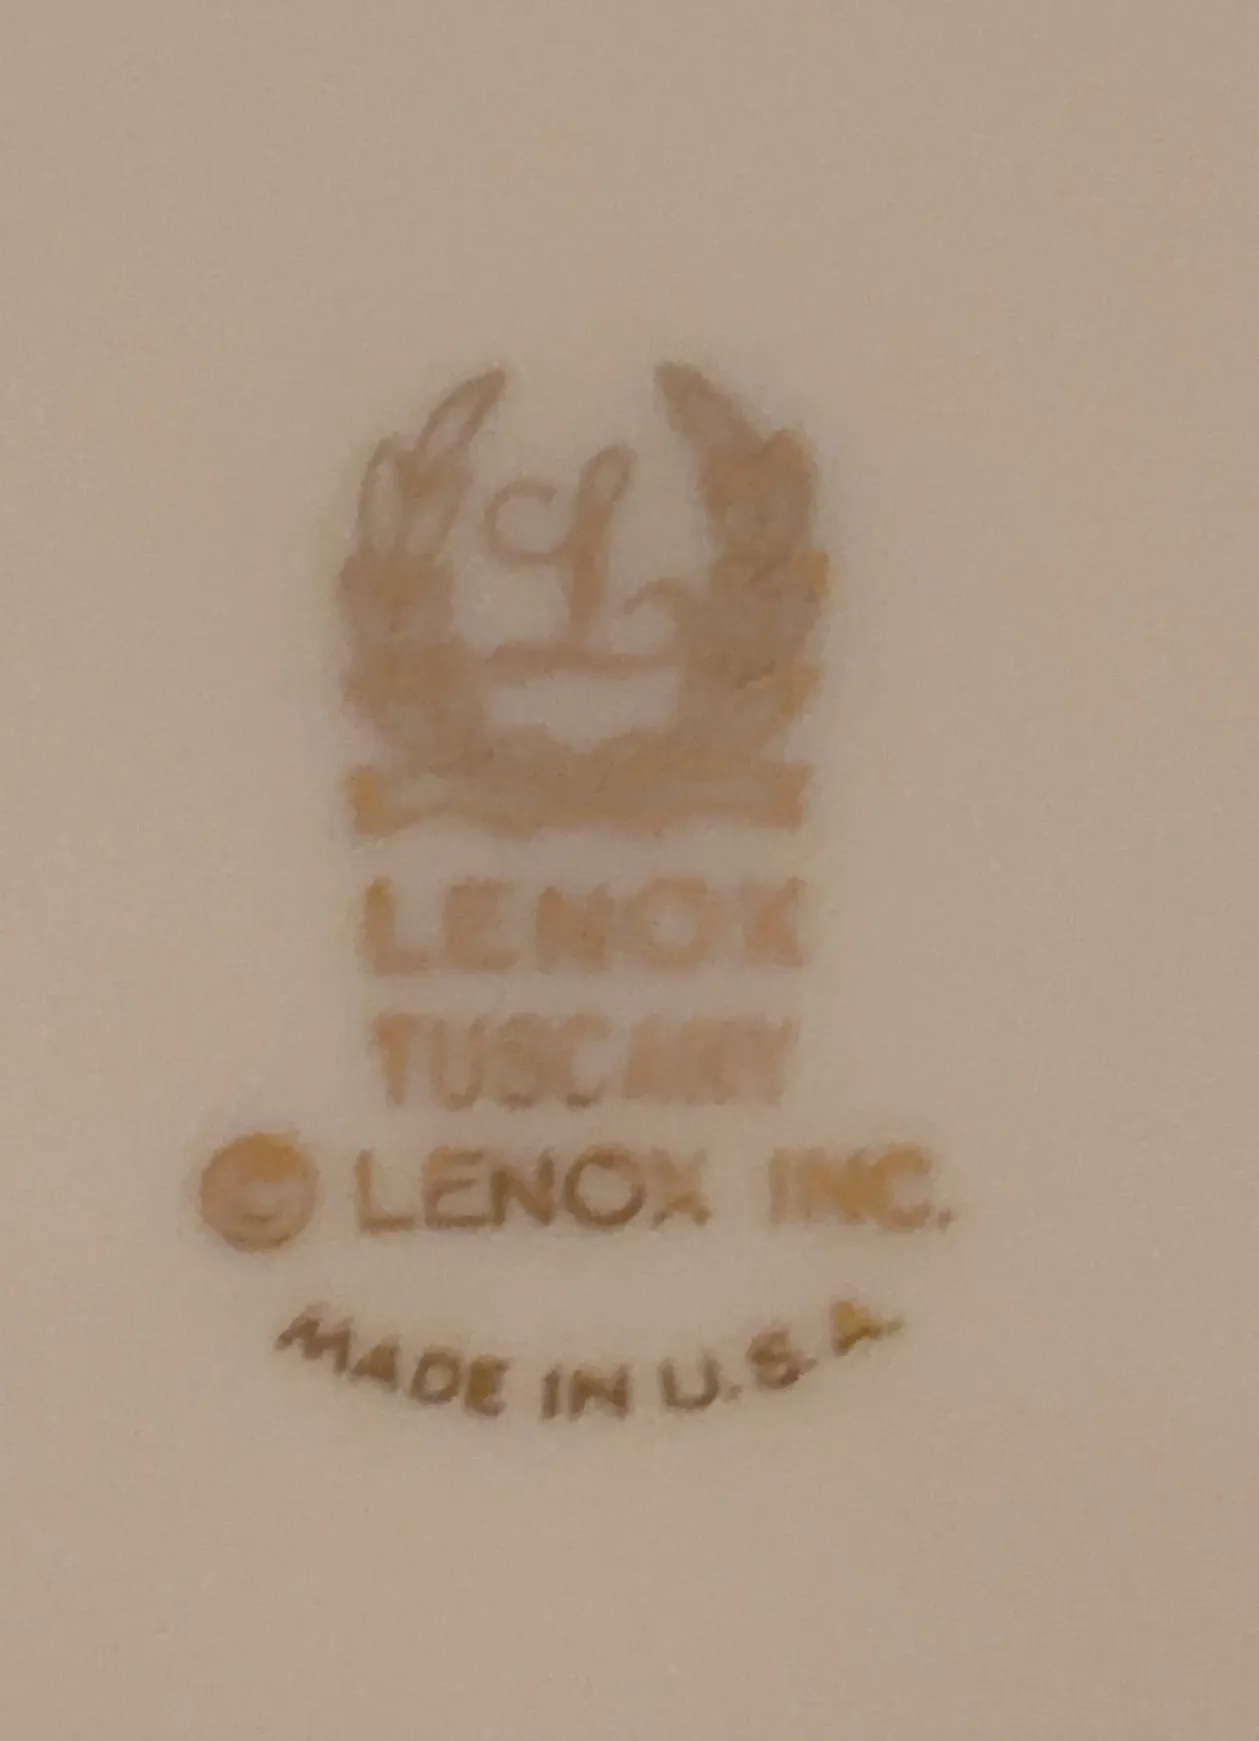 L
LENOX
TUSCANY
© LENOX INC.
MADE IN U.S.A.